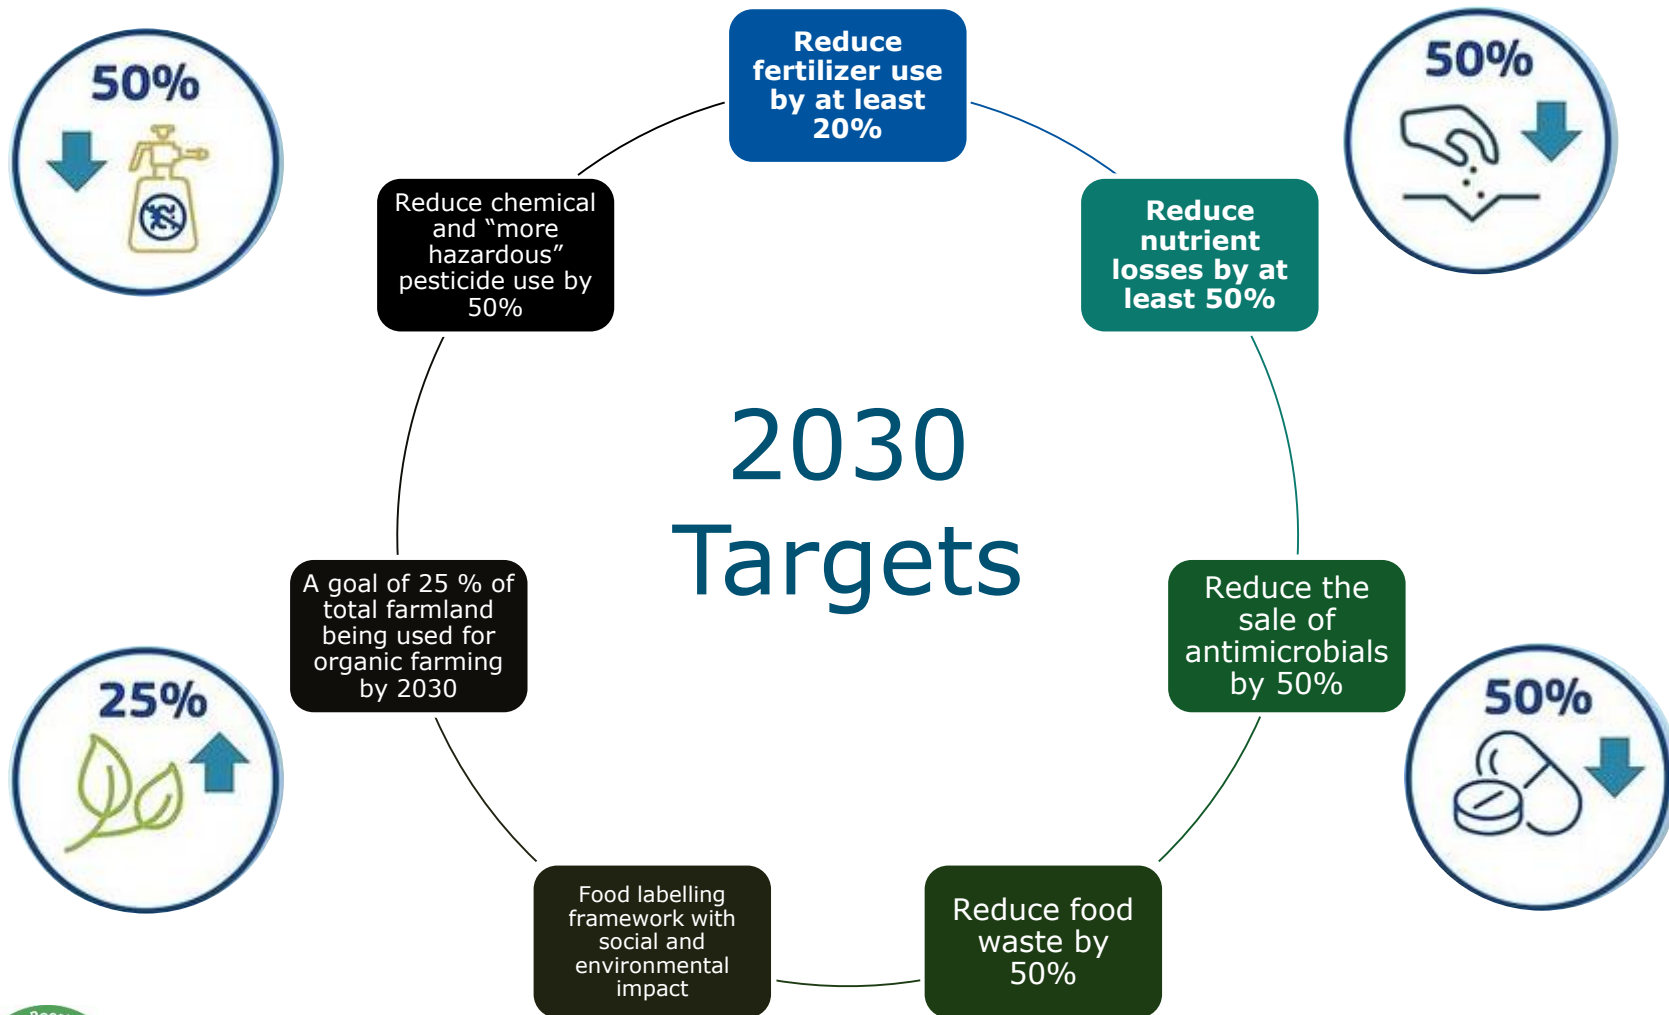 50%
Reduce
fertilizer use
by at least
20%
50%
Reduce chemical
and “more
hazardous”
pesticide use by
50%
Reduce
nutrient
losses by at
least 50%
2030
Targets
A goal of 25 % of
total farmland
being used for
organic farming
by 2030
Reduce the
sale of
antimicrobials
by 50%
25%
50%
Food labelling
framework with
social and
environmental
impact
Reduce food
waste by
50%